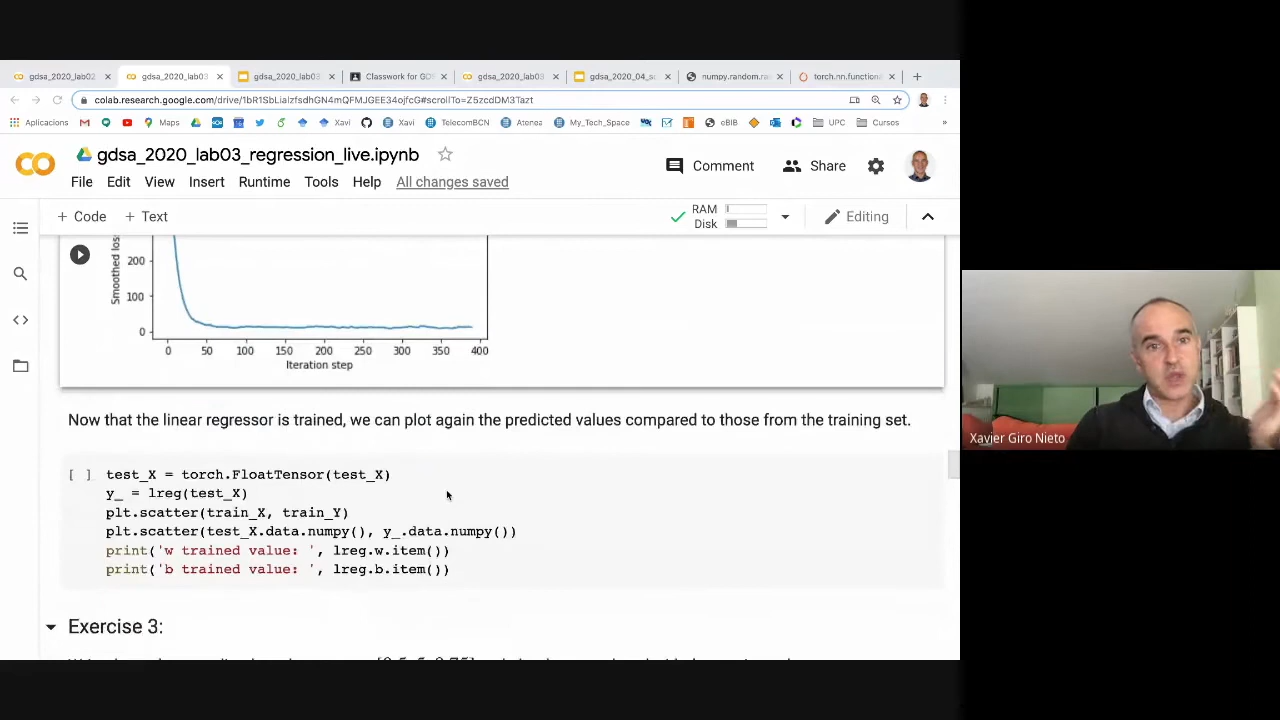 gdsa_2020_lab02
gdsa_2020_lab03
gdsa_2020_lab03
Classwork for GD
gdsa_2020_lab03
gdsa_2020_04_s
numpy.random.ra
torch.nn.function
colab.research.google.com/drive/1bR1SbLiaIzfsdhGN4mQFMJGEE34ojfcG#scrollTo=Z5zcdDM3Tazt
Aplicacions
Maps
Xavi
Xavi
TelecomBCN
Atenea
My_Tech_Space
eBIB
UPC
Cursos
»
gdsa_2020_lab03_regression_live.ipynb
Comment
Share
File Edit View Insert Runtime Tools Help All changes saved
+ Code + Text
RAM
Disk
Editing
Smoothed los
200
100
0
0 50 100 150 200 250 300 350 400
Iteration step
Now that the linear regressor is trained, we can plot again the predicted values compared to those from the training set.
[ ] test_X = torch.FloatTensor(test_X)
y_ = lreg(test_X)
plt.scatter(train_X, train_Y)
plt.scatter(test_X.data.numpy(), y_.data.numpy())
print('w trained value: ', lreg.w.item())
print('b trained value: ', lreg.b.item())
Exercise 3:
Xavier Giro Nieto